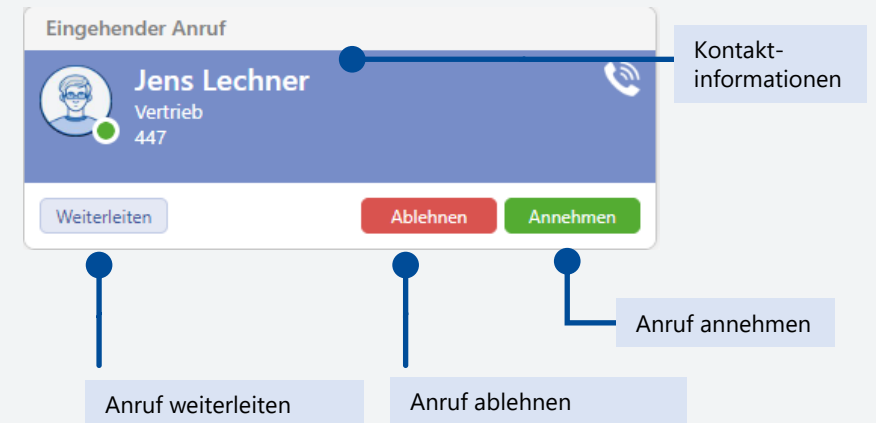 Eingehender Anruf
Jens Lechner
Vertrieb
447
Kontakt-
informationen
Weiterleiten
Ablehnen
Annehmen
Anruf annehmen
Anruf weiterleiten
Anruf ablehnen